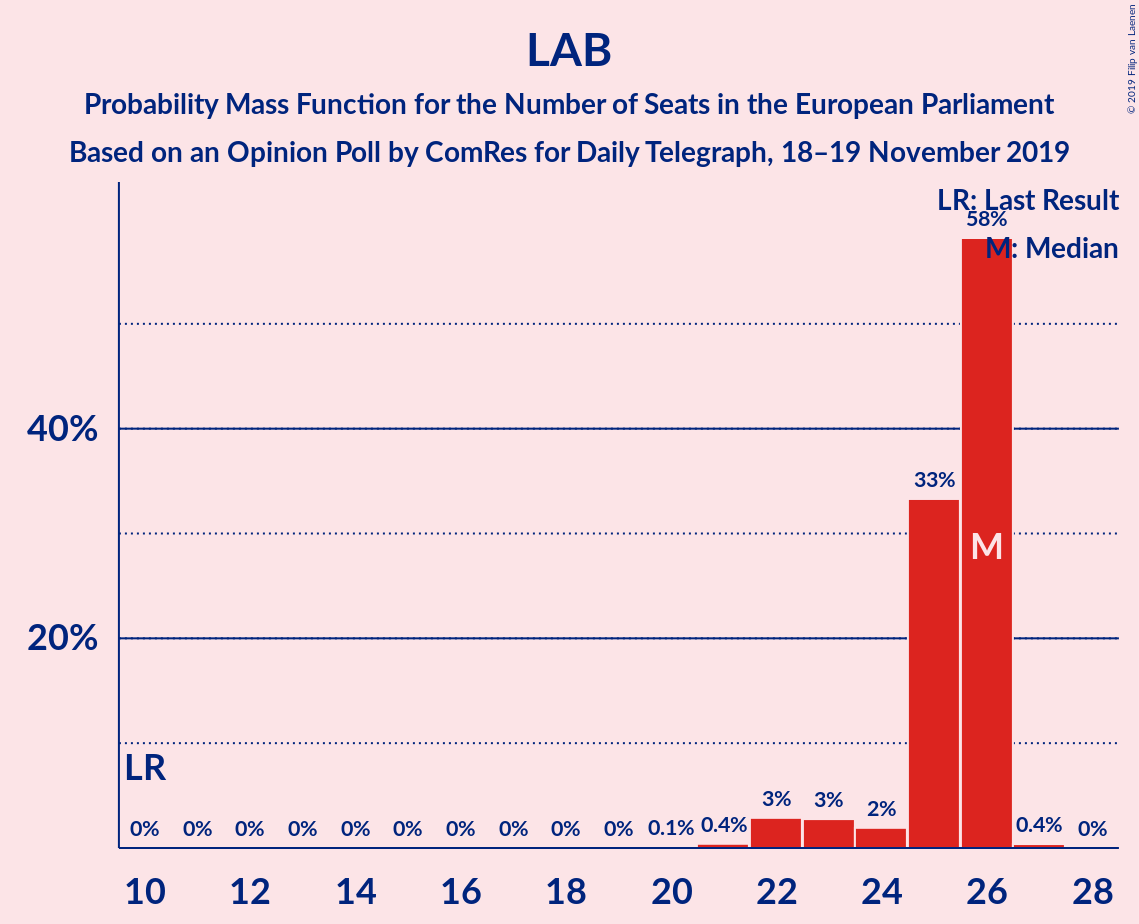 LAB
Probability Mass Function for the Number of Seats in the European Parliament
Based on an Opinion Poll by ComRes for Daily Telegraph, 18–19 November 2019
© 2019 Filip van Laenen
LR: Last Result
M: Median
58%
40%
33%
M
20%
LR
0% 0% 0% 0% 0% 0% 0% 0% 0% 0% 0.1% 0.4% 3% 3% 2% 0.4% 0%
10 12 14 16 18 20 22 24 26 28